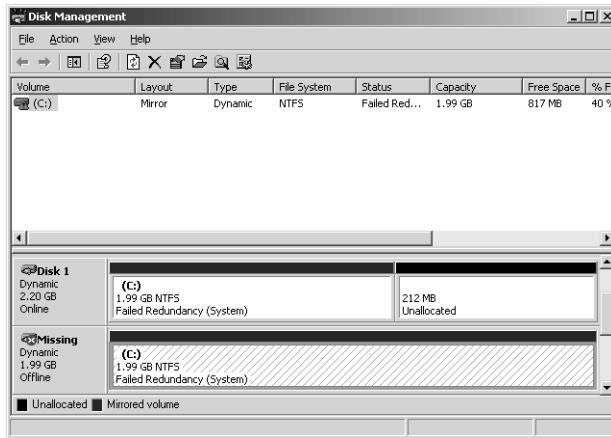 Disk Management
File Action View Help
Volume Layout Type File System Status Capacity Free Space % F
(C:) Mirror Dynamic NTFS Failed Red... 1.99 GB 817 MB 40 %
Disk 1
Dynamic
2.20 GB
Online
(C:)
1.99 GB NTFS
Failed Redundancy (System)
212 MB
Unallocated
Missing
Dynamic
1.99 GB
Offline
(C:)
1.99 GB NTFS
Failed Redundancy (System)
Unallocated Mirrored volume